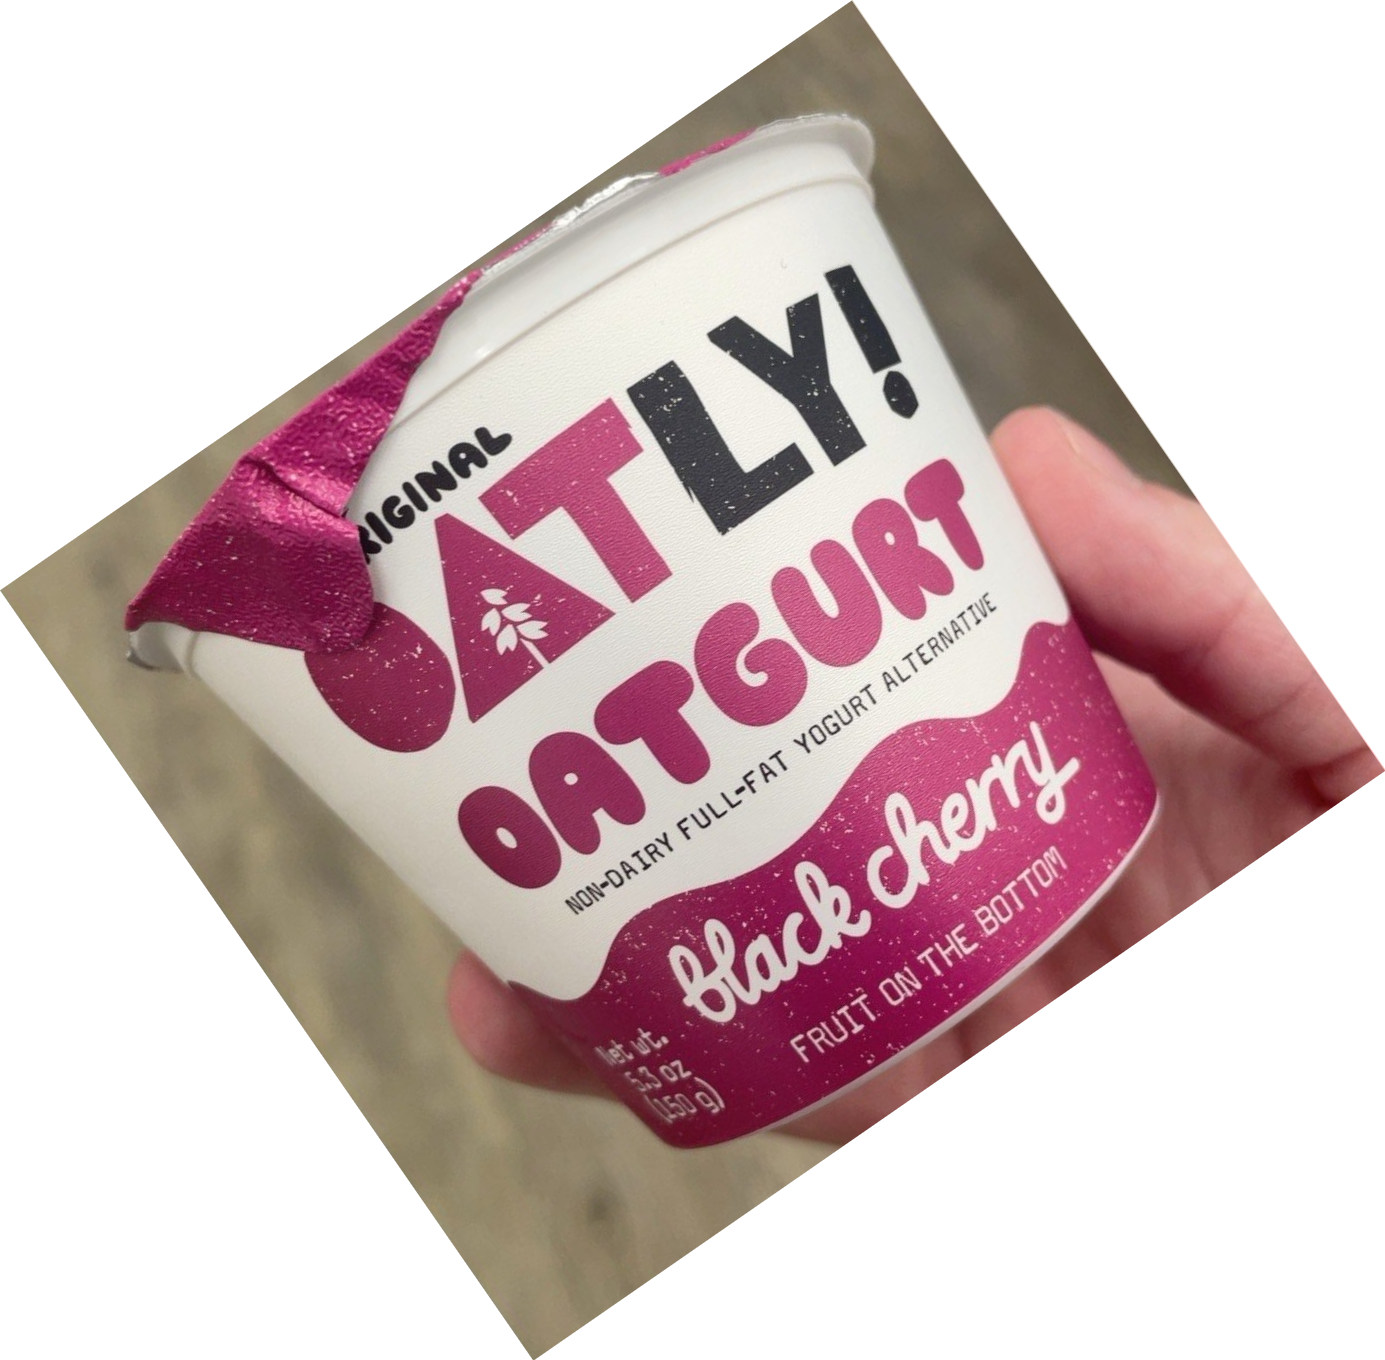 ORIGINAL
OATLY!
OATGURT
NON-DAIRY FULL-FAT YOGURT ALTERNATIVE
black cherry
FRUIT ON THE BOTTOM
Net wt.
5.3 oz
(150 g)